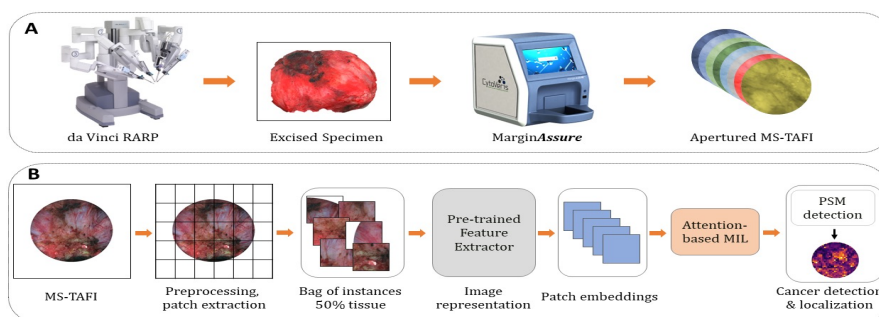 A
CytoVeris
da Vinci RARP
Excised Specimen
MarginAssure
Apertured MS-TAFI
B
Pre-trained
Feature
Extractor
Attention-
based MIL
PSM
detection
MS-TAFI
Preprocessing,
patch extraction
Bag of instances
50% tissue
Image
representation
Patch embeddings
Cancer detection
& localization